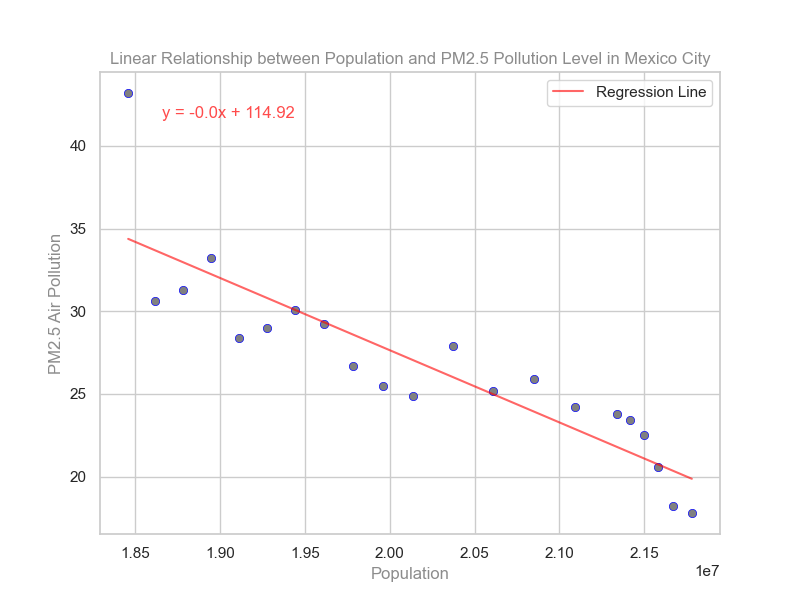 Linear Relationship between Population and PM2.5 Pollution Level in Mexico City
Regression Line
y = -0.0x + 114.92
40
35
30
25
20
PM2.5 Air Pollution
1.85 1.90 1.95 2.00 2.05 2.10 2.15
1e7
Population